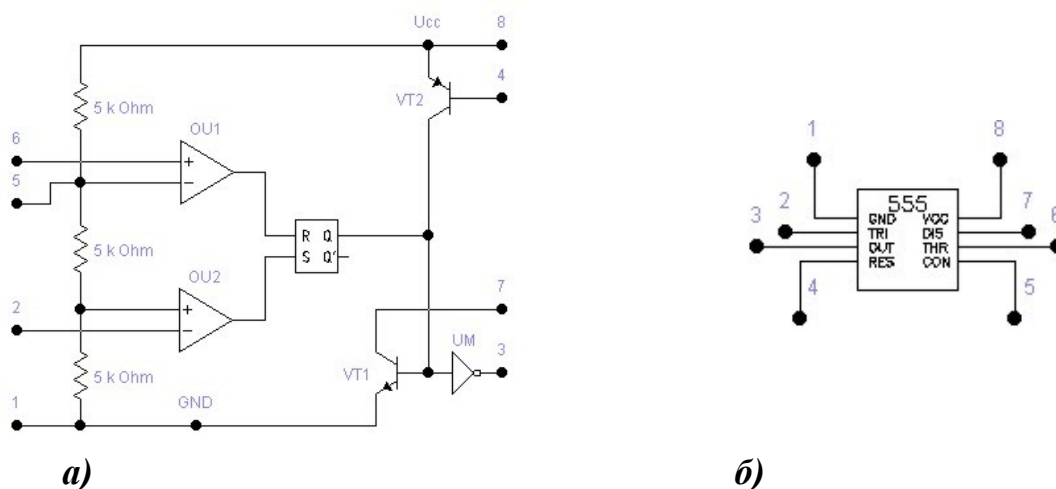 Ucc 8
4
VT2
5 k Ohm
OU1
6
+
5
−
R Q
S Q'
5 k Ohm
OU2
7
2
+
−
UM
3
5 k Ohm
VT1
1
GND
а)
1 8
555
2 7
3 6
GND VCC
TRI DIS
OUT THR
RES CON
4 5
б)